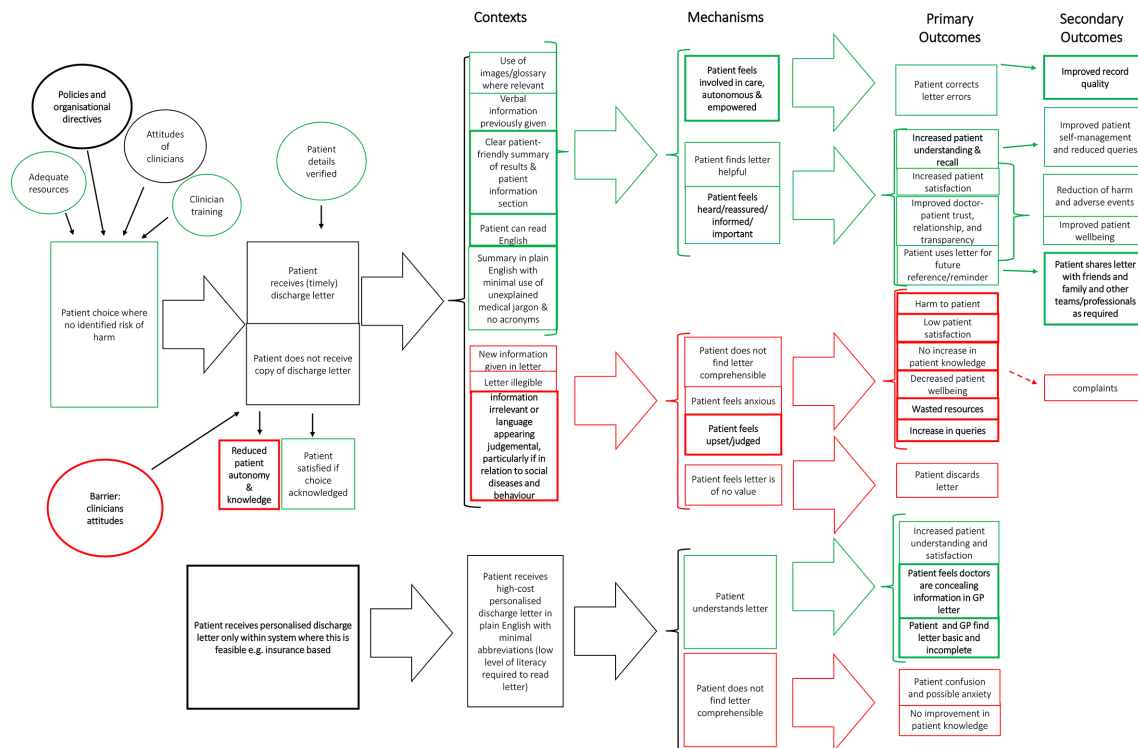 Contexts
Mechanisms
Primary
Outcomes
Secondary
Outcomes
Policies and
organisational
directives
Attitudes
of
clinicians
Adequate
resources
Clinician
training
Patient
details
verified
Patient choice where
no identified risk of
harm
Patient
receives (timely)
discharge letter
Patient does not receive
copy of discharge letter
Barrier:
clinicians
attitudes
Reduced
patient
autonomy
&
knowledge
Patient
satisfied if
choice
acknowledged
Use of
images/glossary
where relevant
Verbal
information
previously given
Clear patient-
friendly summary
of results &
patient
information
section
Patient can read
English
Summary in plain
English with
minimal use of
unexplained
medical jargon & no
acronyms
New information
given in letter
Letter illegible
information
irrelevant or
language
appearing
judgemental,
particularly if in
relation to social
diseases and
behaviour
Patient feels
involved in care,
autonomous &
empowered
Patient finds letter
helpful
Patient feels
heard/reassured/
informed/
important
Patient does not
find letter
comprehensible
Patient feels anxious
Patient feels
upset/judged
Patient feels letter is
of no value
Patient corrects
letter errors
Increased patient
understanding &
recall
Increased patient
satisfaction
Improved doctor-
patient trust,
relationship, and
transparency
Patient uses letter for
future
reference/reminder
Harm to patient
Low patient
satisfaction
No increase in
patient knowledge
Decreased patient
wellbeing
Wasted resources
Increase in queries
Patient discards
letter
Improved record
quality
Improved patient
self-management
and reduced queries
Reduction of harm
and adverse events
Improved patient
wellbeing
Patient shares letter
with friends and
family and other
teams/professionals
as required
complaints
Patient receives personalised discharge
letter only within system where this is
feasible e.g. insurance based
Patient receives
high-cost
personalised
discharge letter in
plain English with
minimal
abbreviations (low
level of literacy
required to read
letter)
Patient
understands letter
Patient does not
find letter
comprehensible
Increased patient
understanding and
satisfaction
Patient feels doctors
are concealing
information in GP
letter
Patient and GP find
letter basic and
incomplete
Patient confusion
and possible anxiety
No improvement in
patient knowledge